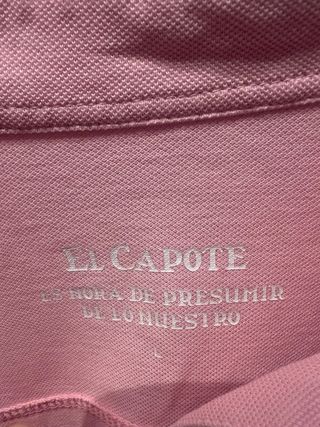 EL CAPOTE
ES HORA DE PRESUMIR
DE LO NUESTRO
L